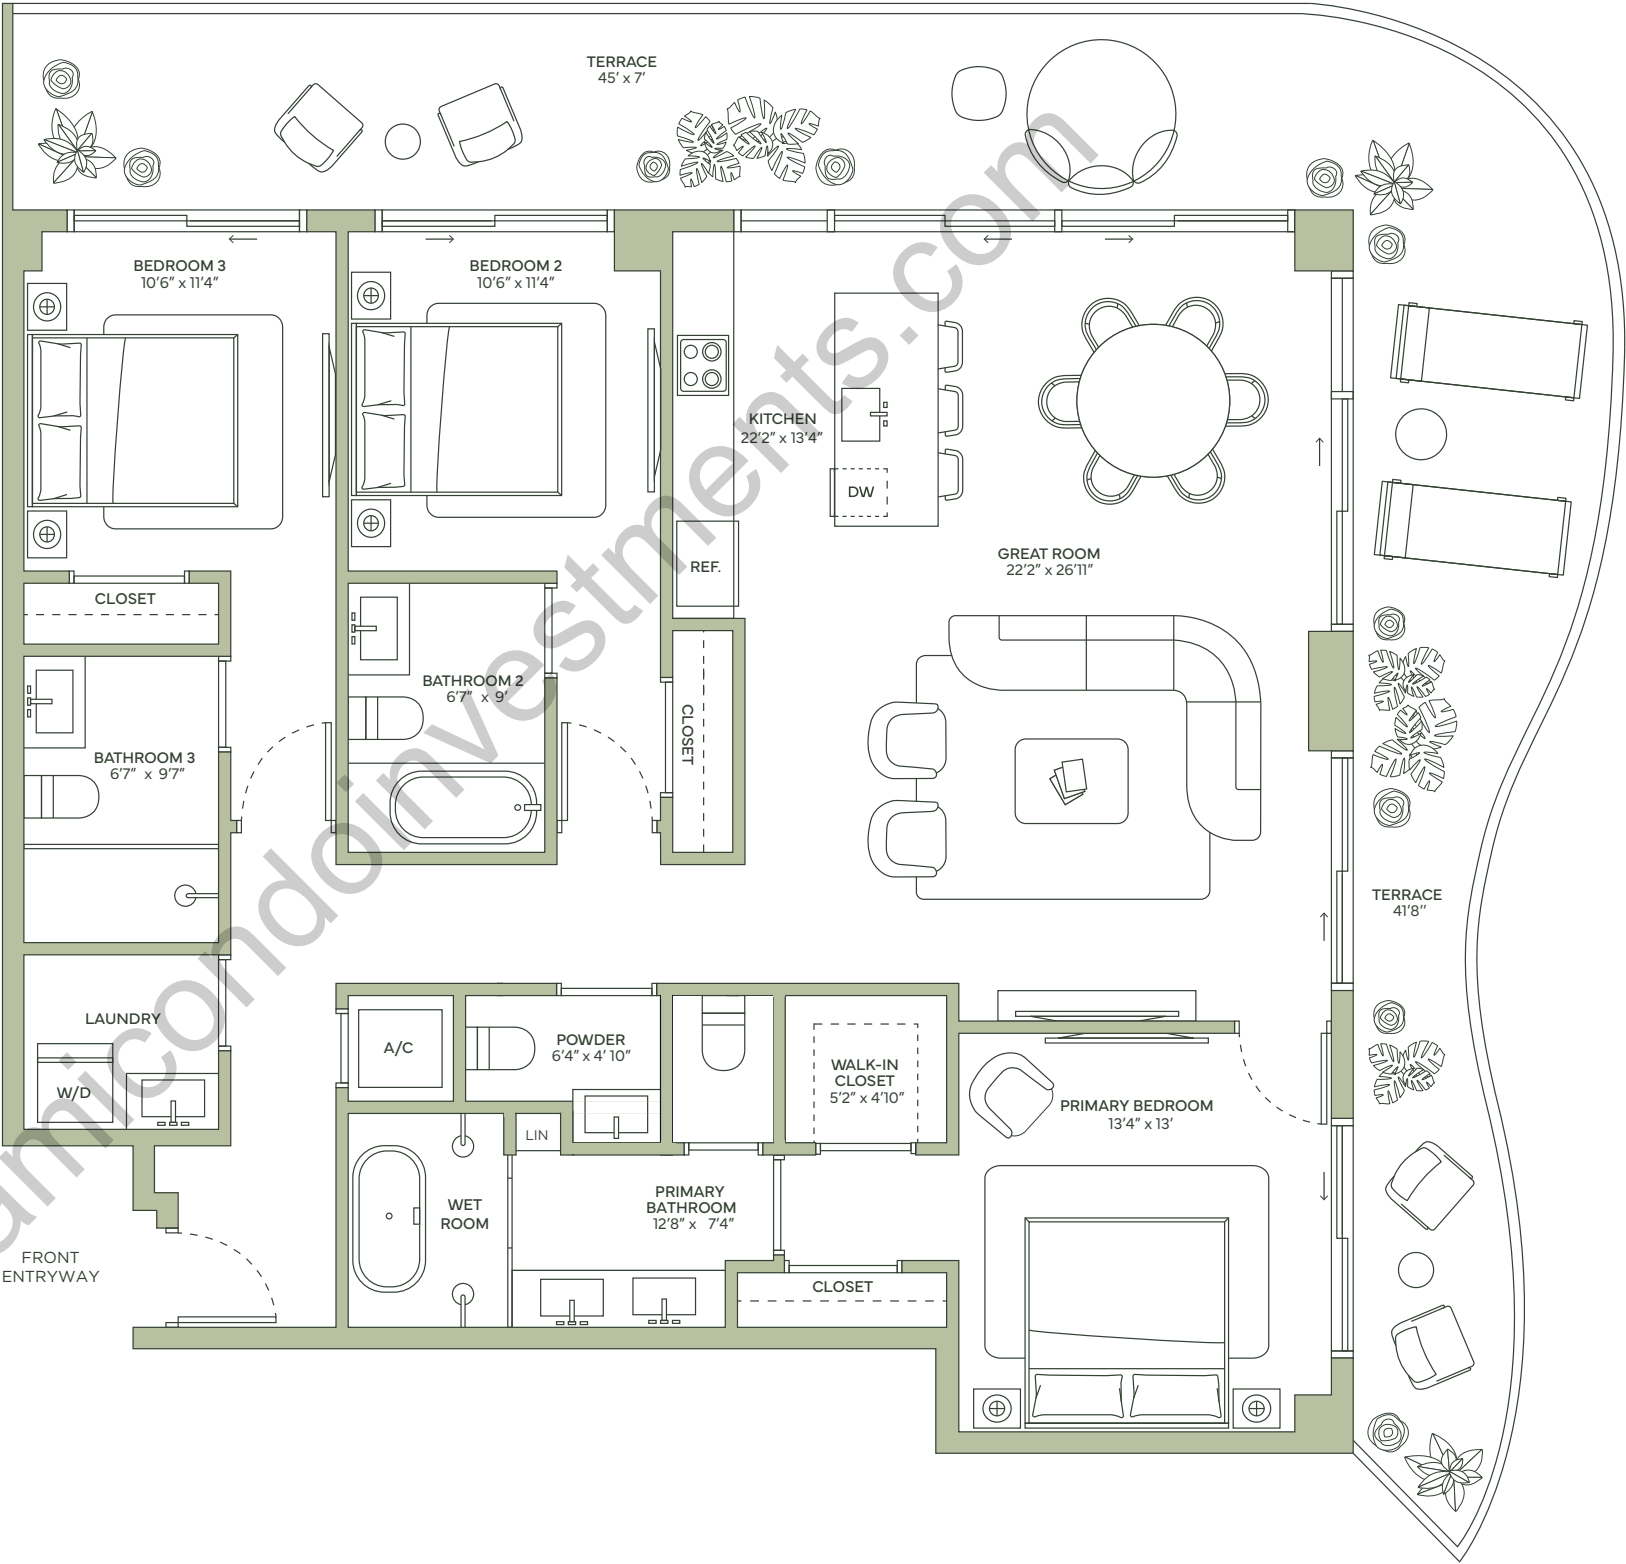 TERRACE
45' x 7'
BEDROOM 3
10'6" x 11'4"
BEDROOM 2
10'6" x 11'4"
KITCHEN
22'2" x 13'4"
DW
REF.
GREAT ROOM
22'2" x 26'11"
CLOSET
BATHROOM 2
6'7" x 9'
CLOSET
BATHROOM 3
6'7" x 9'7"
TERRACE
41'8"
LAUNDRY
W/D
A/C
POWDER
6'4" x 4' 10"
WALK-IN
CLOSET
5'2" x 4'10"
PRIMARY BEDROOM
13'4" x 13'
LIN
WET
ROOM
PRIMARY
BATHROOM
12'8" x 7'4"
CLOSET
FRONT
ENTRYWAY
amicondoinvestments.com